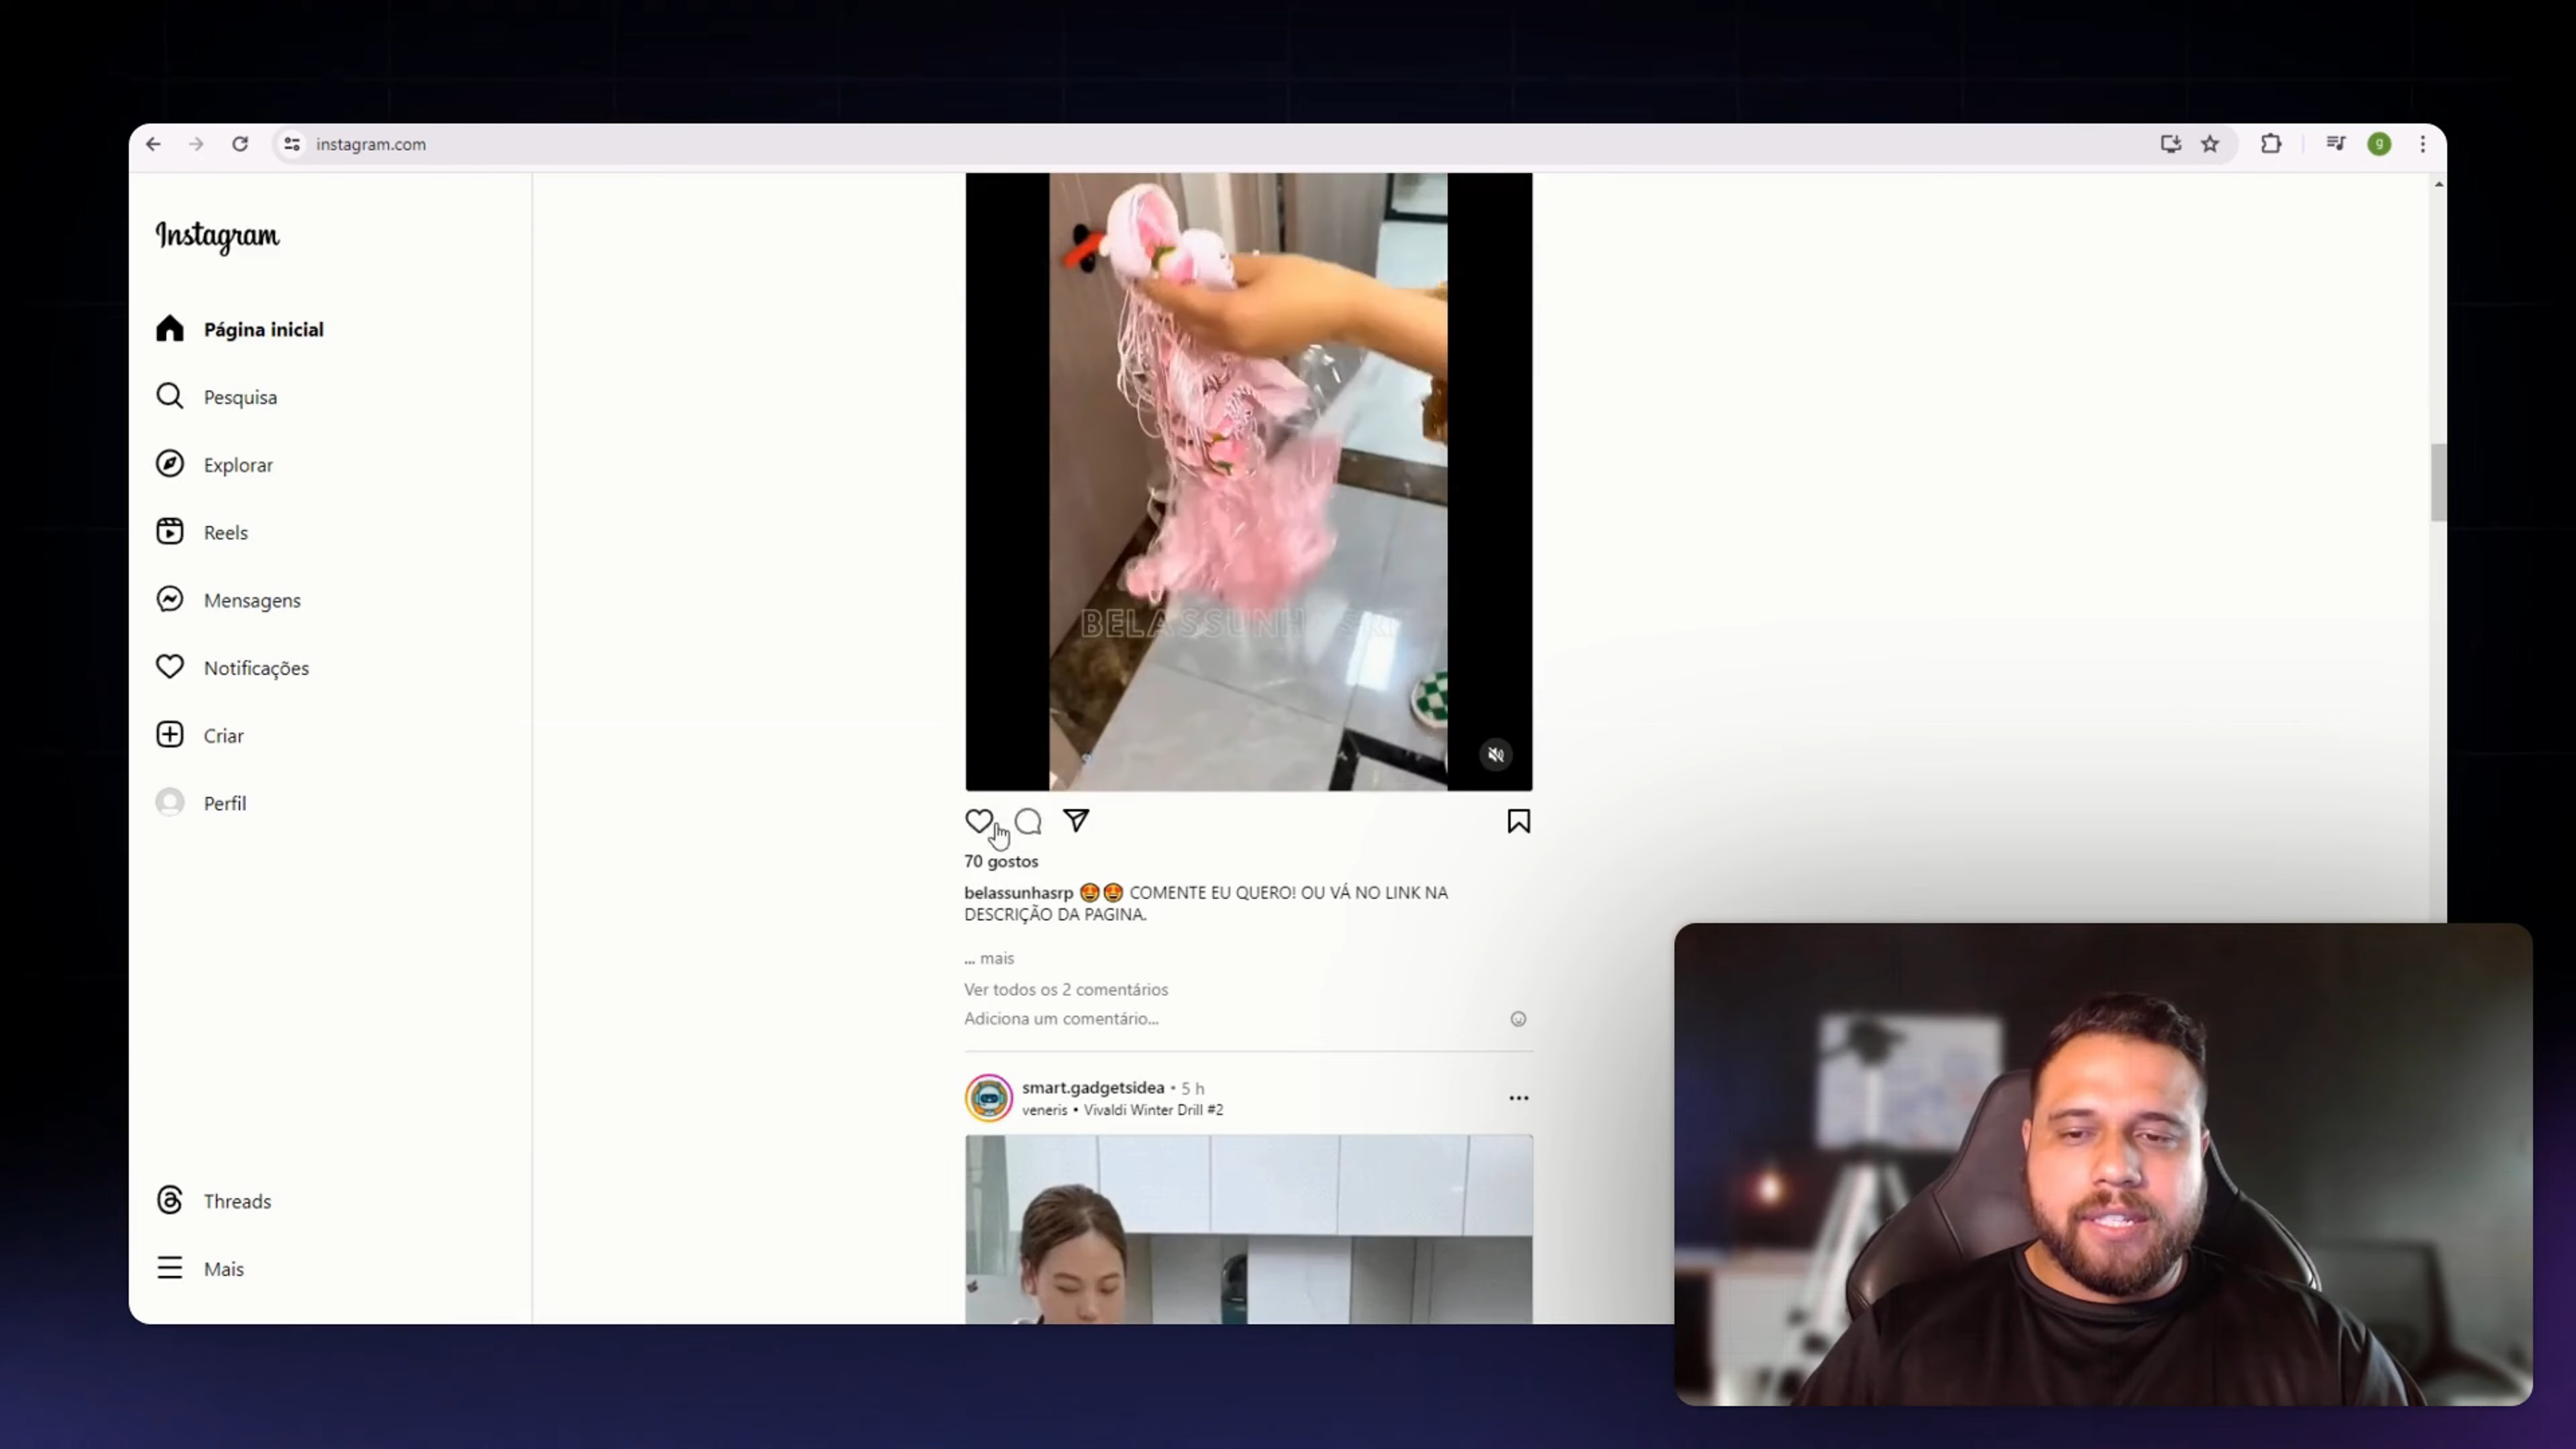 instagram.com
g
Instagram
Página inicial
Pesquisa
Explorar
Reels
Mensagens
Notificações
Criar
Perfil
Threads
Mais
70 gostos
belassunhasrp 🤩🤩 COMENTE EU QUERO! OU VÁ NO LINK NA
DESCRIÇÃO DA PAGINA.
... mais
Ver todos os 2 comentários
Adiciona um comentário...
smart.gadgetsidea • 5 h
veneris • Vivaldi Winter Drill #2